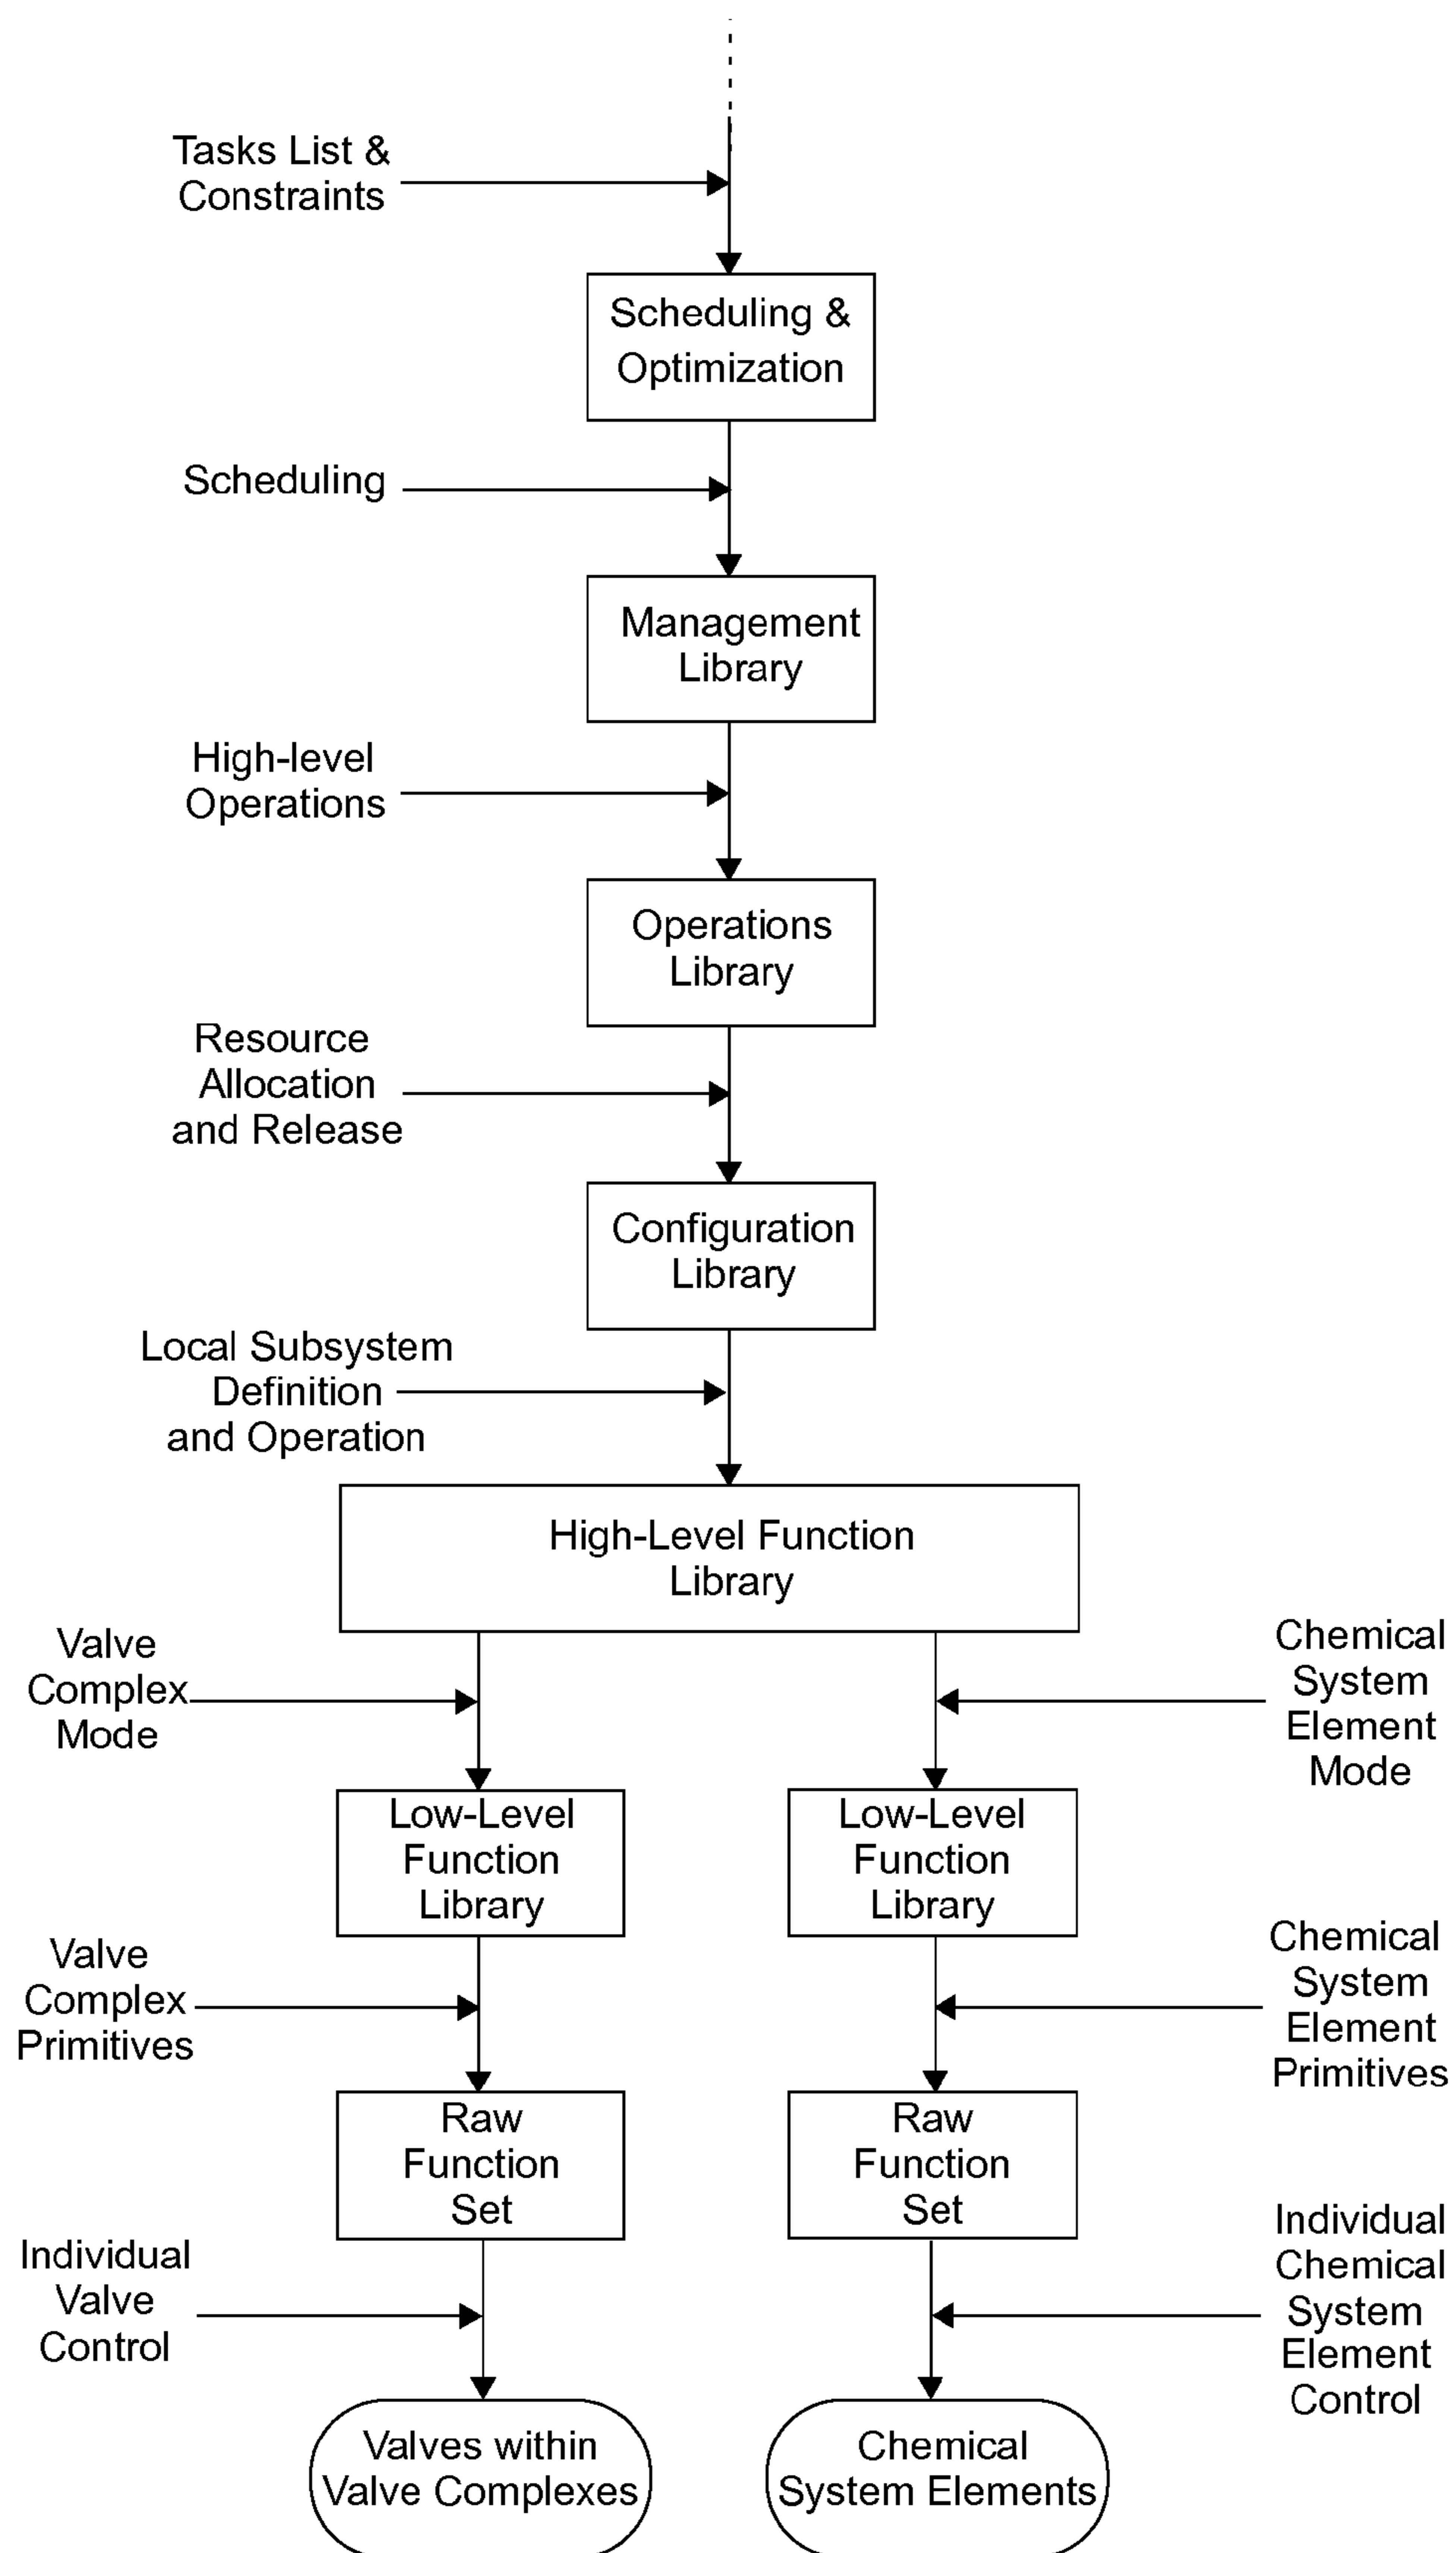 Tasks List &
Constraints
Scheduling &
Optimization
Scheduling
Management
Library
High-level
Operations
Operations
Library
Resource
Allocation
and Release
Configuration
Library
Local Subsystem
Definition
and Operation
High-Level Function
Library
Valve
Complex
Mode
Chemical
System
Element
Mode
Low-Level
Function
Library
Low-Level
Function
Library
Valve
Complex
Primitives
Chemical
System
Element
Primitives
Raw
Function
Set
Raw
Function
Set
Individual
Valve
Control
Individual
Chemical
System
Element
Control
Valves within
Valve Complexes
Chemical
System Elements